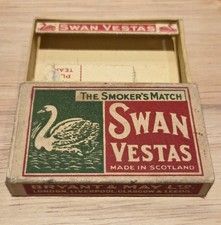 SWAN VESTAS
THE SMOKER'S MATCH
SWAN
VESTAS
MADE IN SCOTLAND
BRYANT & MAY LTD
LONDON, LIVERPOOL, GLASGOW & LEEDS